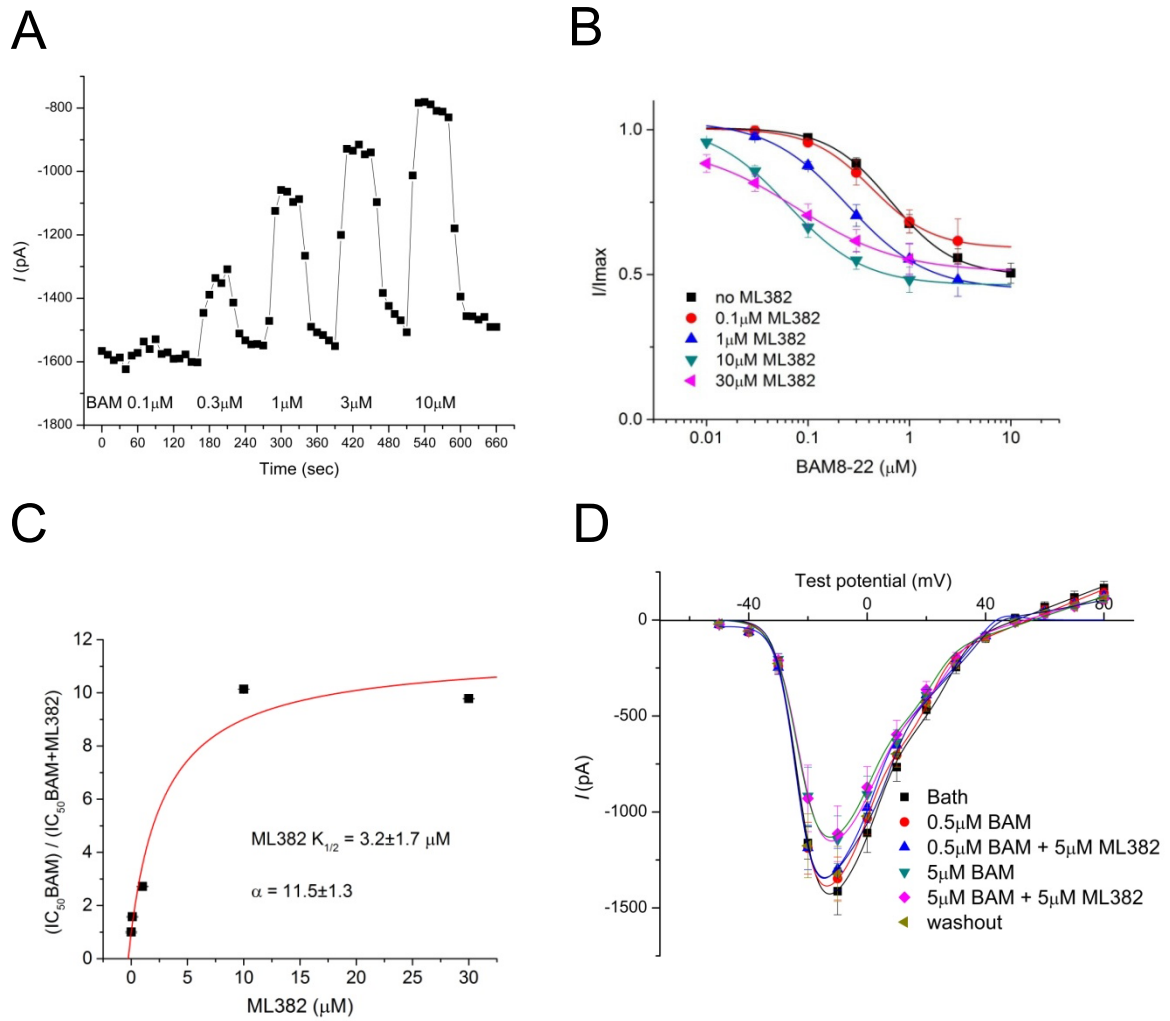 A
-800
-1000
-1200
-1400
-1600
-1800
I (pA)
BAM 0.1μM 0.3μM 1μM 3μM 10μM
0 60 120 180 240 300 360 420 480 540 600 660
Time (sec)
B
1.0
0.5
0.0
I/Imax
no ML382
0.1μM ML382
1μM ML382
10μM ML382
30μM ML382
0.01 0.1 1 10
BAM8-22 (μM)
C
12
10
8
6
4
2
0
(IC50BAM) / (IC50BAM+ML382)
ML382 K1/2 = 3.2±1.7 μM
α = 11.5±1.3
0 5 10 15 20 25 30
ML382 (μM)
D
Test potential (mV)
-40 0 40 80
0
-500
-1000
-1500
I (pA)
Bath
0.5μM BAM
0.5μM BAM + 5μM ML382
5μM BAM
5μM BAM + 5μM ML382
washout